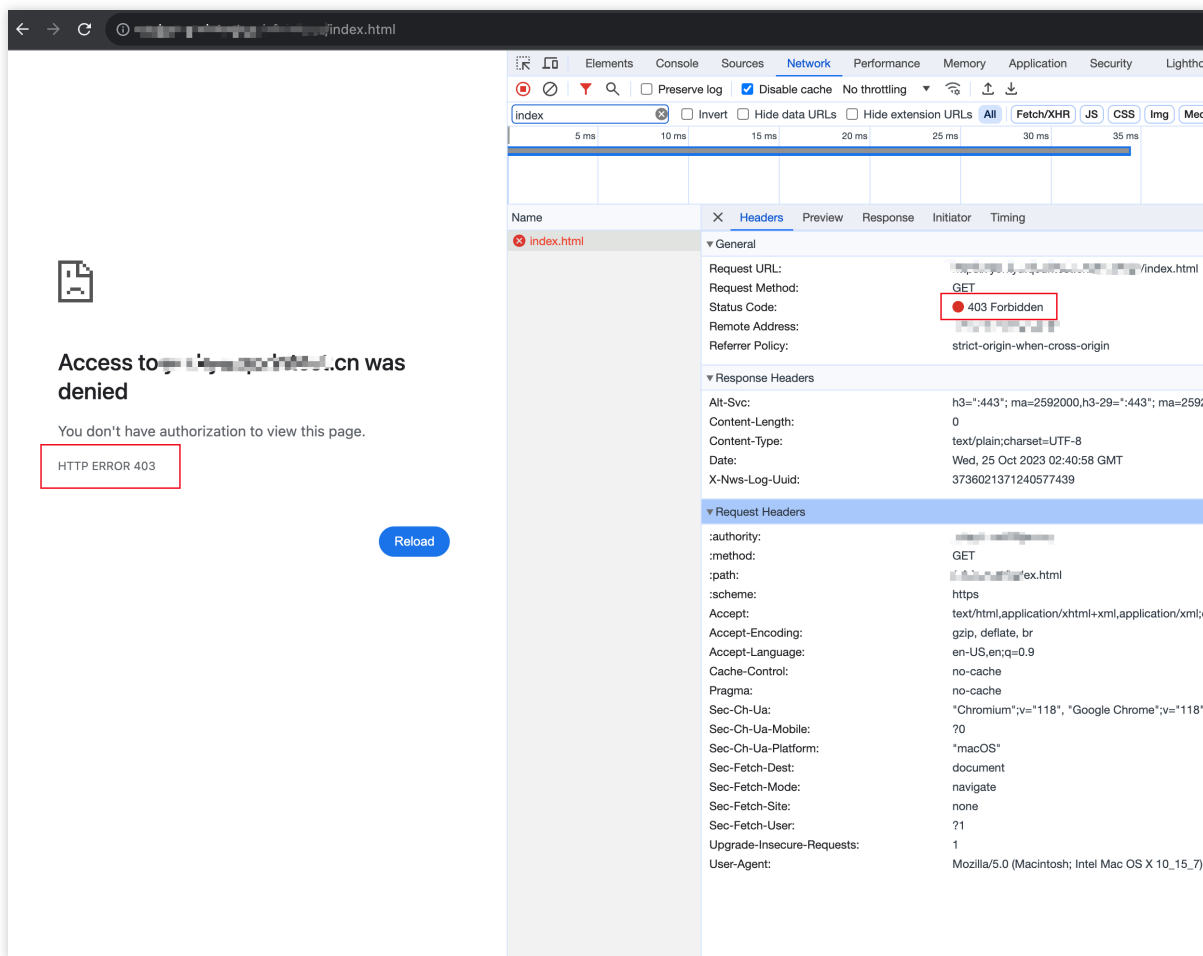 /index.html
Elements Console Sources Network Performance Memory Application Security Lighthc
Preserve log Disable cache No throttling
index Invert Hide data URLs Hide extension URLs All Fetch/XHR JS CSS Img Med
5 ms 10 ms 15 ms 20 ms 25 ms 30 ms 35 ms
Name
index.html
Access to .cn was
denied
You don't have authorization to view this page.
HTTP ERROR 403
Reload
Headers Preview Response Initiator Timing
General
Request URL: /index.html
Request Method: GET
Status Code: 403 Forbidden
Remote Address:
Referrer Policy: strict-origin-when-cross-origin
Response Headers
Alt-Svc: h3=":443"; ma=2592000,h3-29=":443"; ma=2592
Content-Length: 0
Content-Type: text/plain;charset=UTF-8
Date: Wed, 25 Oct 2023 02:40:58 GMT
X-Nws-Log-Uuid: 3736021371240577439
Request Headers
:authority:
:method: GET
:path: ex.html
:scheme: https
Accept: text/html,application/xhtml+xml,application/xml;
Accept-Encoding: gzip, deflate, br
Accept-Language: en-US,en;q=0.9
Cache-Control: no-cache
Pragma: no-cache
Sec-Ch-Ua: "Chromium";v="118", "Google Chrome";v="118"
Sec-Ch-Ua-Mobile: ?0
Sec-Ch-Ua-Platform: "macOS"
Sec-Fetch-Dest: document
Sec-Fetch-Mode: navigate
Sec-Fetch-Site: none
Sec-Fetch-User: ?1
Upgrade-Insecure-Requests: 1
User-Agent: Mozilla/5.0 (Macintosh; Intel Mac OS X 10_15_7)